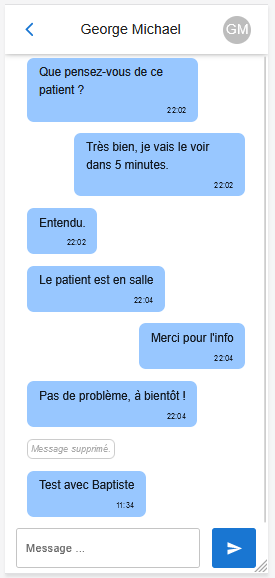 George Michael
GM
Que pensez-vous de ce
patient ?
22:02
Très bien, je vais le voir
dans 5 minutes.
22:02
Entendu.
22:02
Le patient est en salle
22:04
Merci pour l'info
22:04
Pas de problème, à bientôt !
22:04
Message supprimé.
Test avec Baptiste
11:34
Message ...